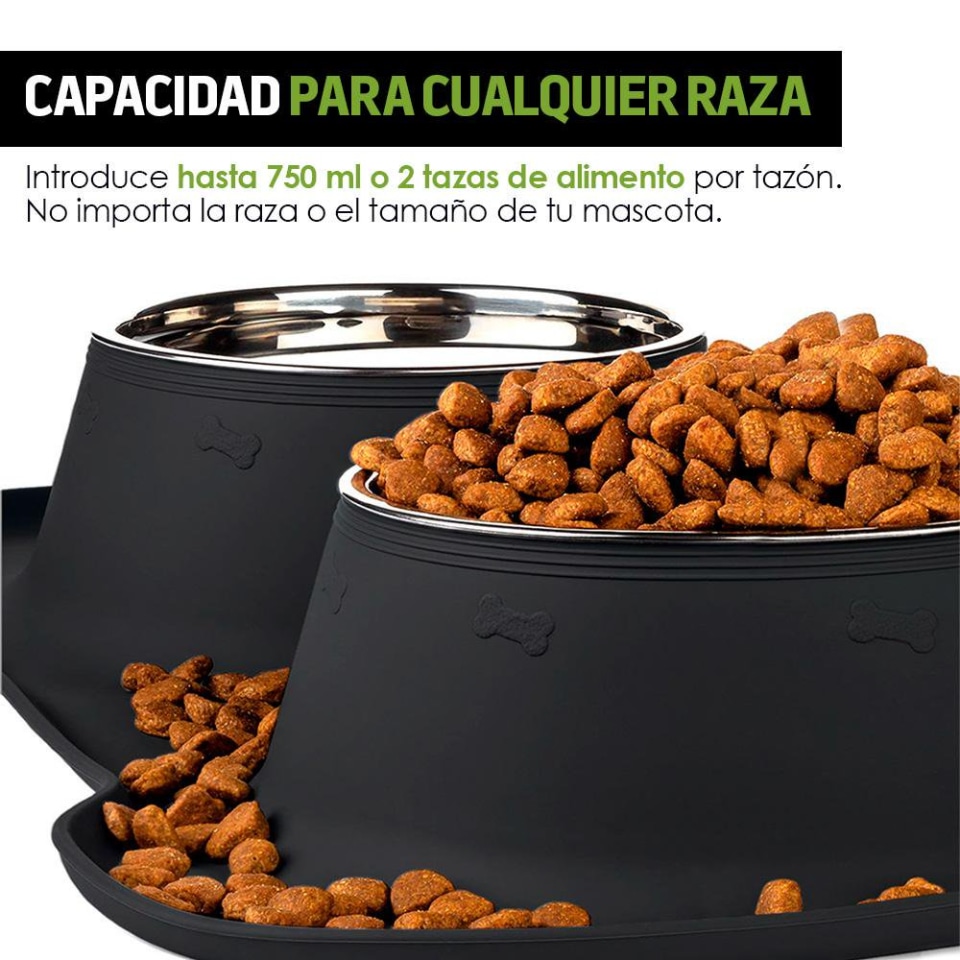 CAPACIDAD PARA CUALQUIER RAZA
Introduce hasta 750 ml o 2 tazas de alimento por tazón.
No importa la raza o el tamaño de tu mascota.